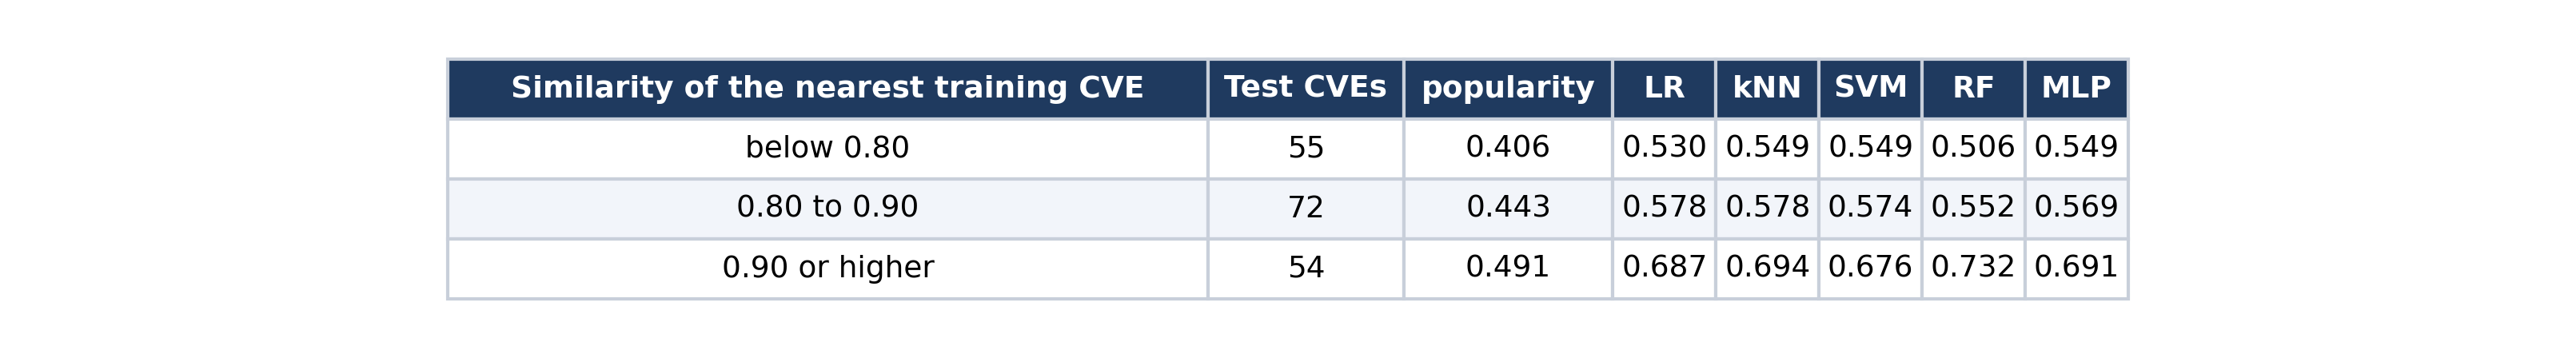 Similarity of the nearest training CVE Test CVEs popularity LR kNN SVM RF MLP
below 0.80 55 0.406 0.530 0.549 0.549 0.506 0.549
0.80 to 0.90 72 0.443 0.578 0.578 0.574 0.552 0.569
0.90 or higher 54 0.491 0.687 0.694 0.676 0.732 0.691